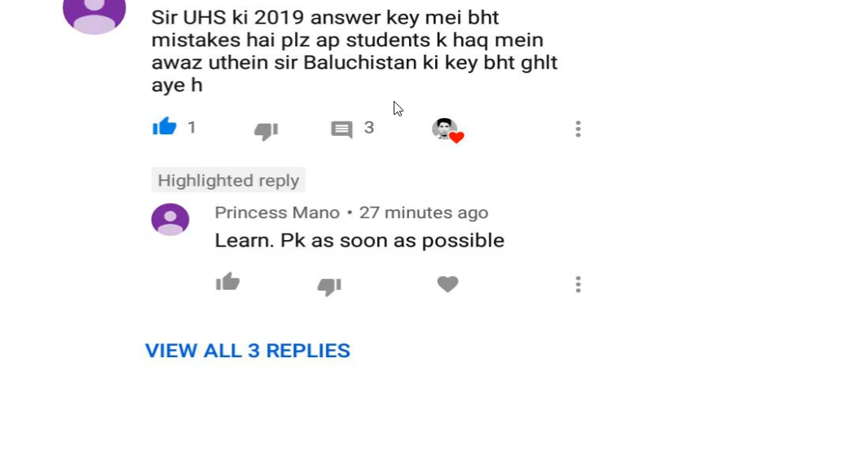 Sir UHS ki 2019 answer key mei bht
mistakes hai plz ap students k haq mein
awaz uthein sir Baluchistan ki key bht ghlt
aye h
1
3
Highlighted reply
Princess Mano • 27 minutes ago
Learn. Pk as soon as possible
VIEW ALL 3 REPLIES